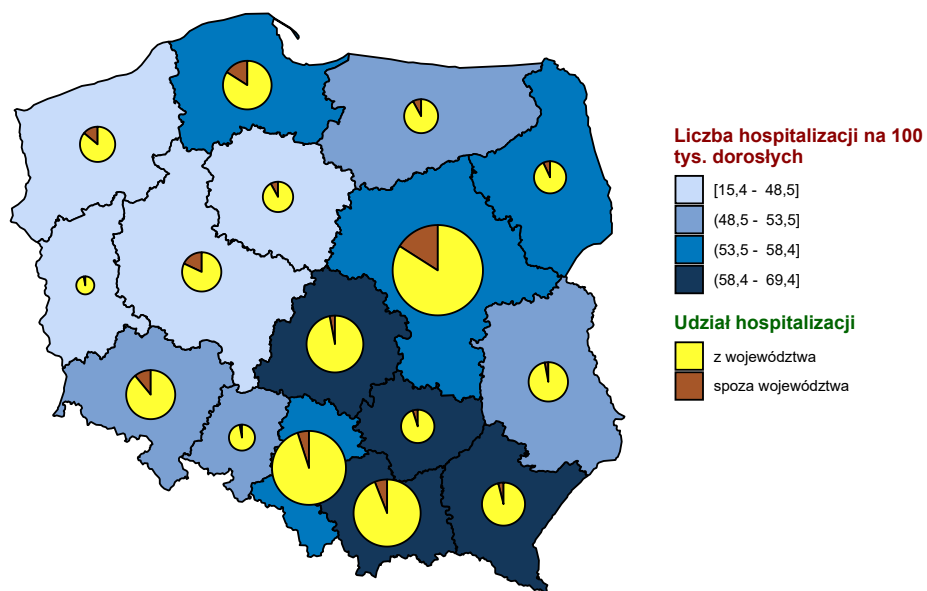 Liczba hospitalizacji na 100
tys. dorosłych
[15,4 - 48,5]
(48,5 - 53,5]
(53,5 - 58,4]
(58,4 - 69,4]
Udział hospitalizacji
z województwa
spoza województwa